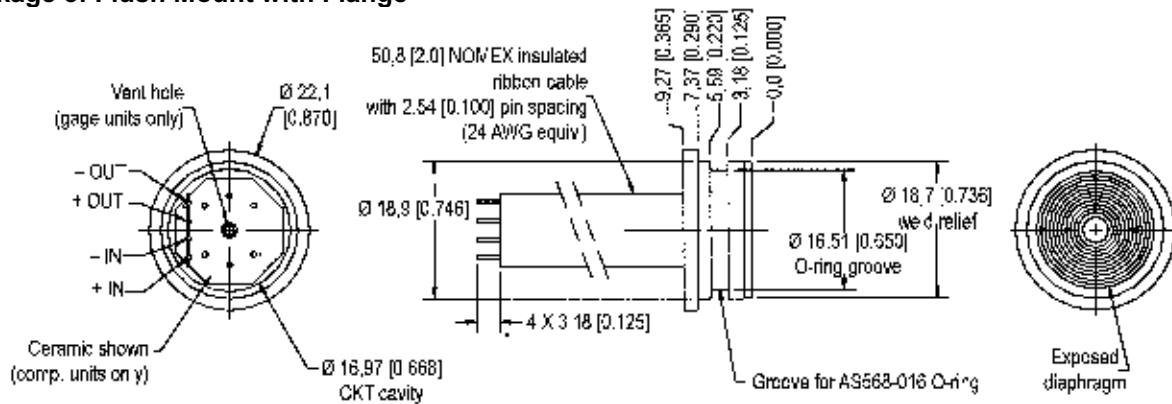 Flush Mount with Flange
Vent hole
(gage units only)
Ø 22,1
[0.870]
- OUT
+ OUT
- IN
+ IN
Ceramic shown
(comp. units only)
Ø 16,97 [0.668]
CKT cavity
50,8 [2.0] NOMEX insulated
ribbon cable
with 2.54 [0.100] pin spacing
(24 AWG equiv)
Ø 18,9 [0.746]
4 X 3.18 [0.125]
9,27 [0.365]
7,37 [0.290]
5,59 [0.220]
3,18 [0.125]
0,0 [0.000]
Ø 18,7 [0.736]
weld relief
Ø 16.51 [0.650]
O-ring groove
Groove for AS568-016 O-ring
Exposed
diaphragm